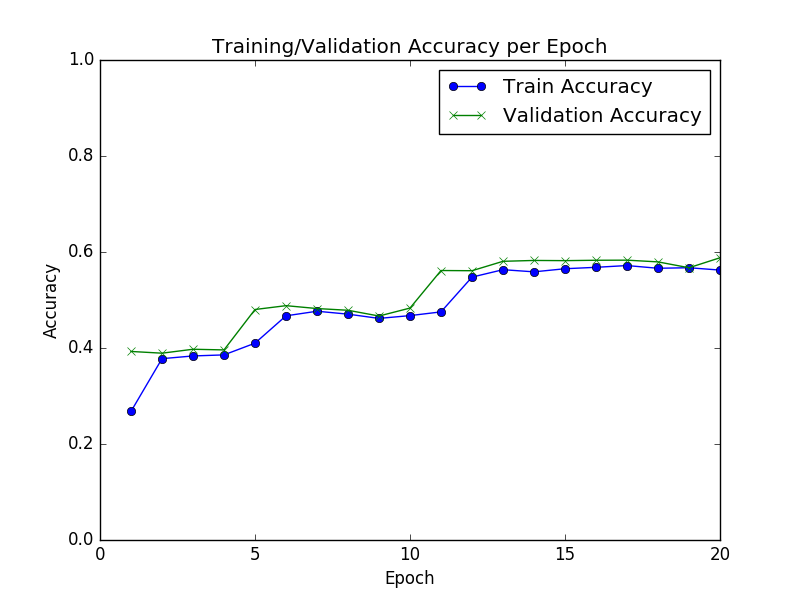 Training/Validation Accuracy per Epoch
Train Accuracy
Validation Accuracy
1.0
0.8
0.6
0.4
0.2
0.0
Accuracy
0 5 10 15 20
Epoch